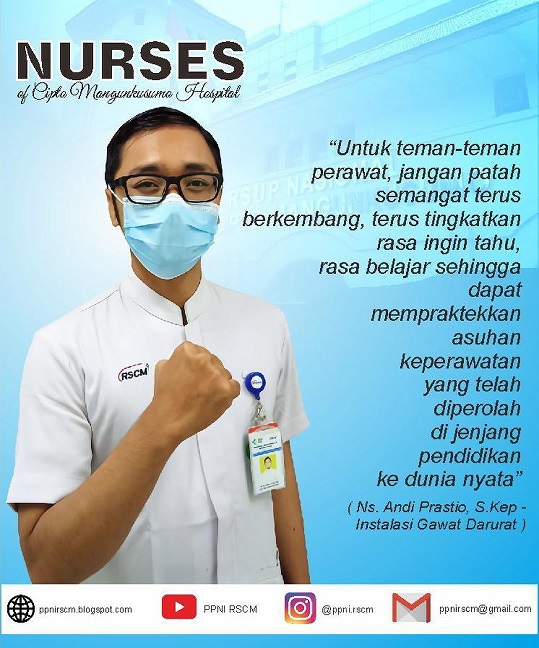 NURSES
of Cipto Mangunkusumo Hospital
“Untuk teman-teman
perawat, jangan patah
semangat terus
berkembang, terus tingkatkan
rasa ingin tahu,
rasa belajar sehingga
dapat
mempraktekkan
asuhan
keperawatan
yang telah
diperolah
di jenjang
pendidikan
ke dunia nyata”
( Ns. Andi Prastio, S.Kep -
Instalasi Gawat Darurat )
RSCM
ppnirscm.blogspot.com
PPNI RSCM
@ppni.rscm
ppnirscm@gmail.com